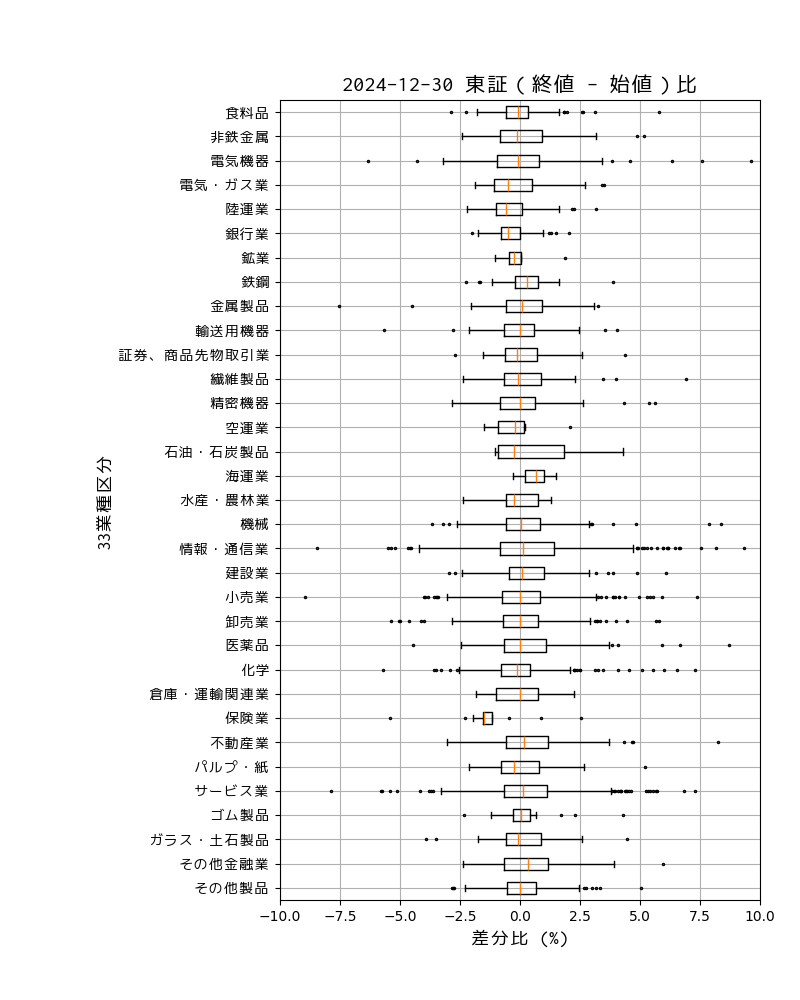 2024-12-30 東証 ( 終値 - 始値 ) 比
食料品
非鉄金属
電気機器
電気・ガス業
陸運業
銀行業
鉱業
鉄鋼
金属製品
輸送用機器
証券、商品先物取引業
繊維製品
精密機器
空運業
石油・石炭製品
海運業
水産・農林業
機械
情報・通信業
建設業
小売業
卸売業
医薬品
化学
倉庫・運輸関連業
保険業
不動産業
パルプ・紙
サービス業
ゴム製品
ガラス・土石製品
その他金融業
その他製品
33業種区分
−10.0 −7.5 −5.0 −2.5 0.0 2.5 5.0 7.5 10.0
差分比 (%)